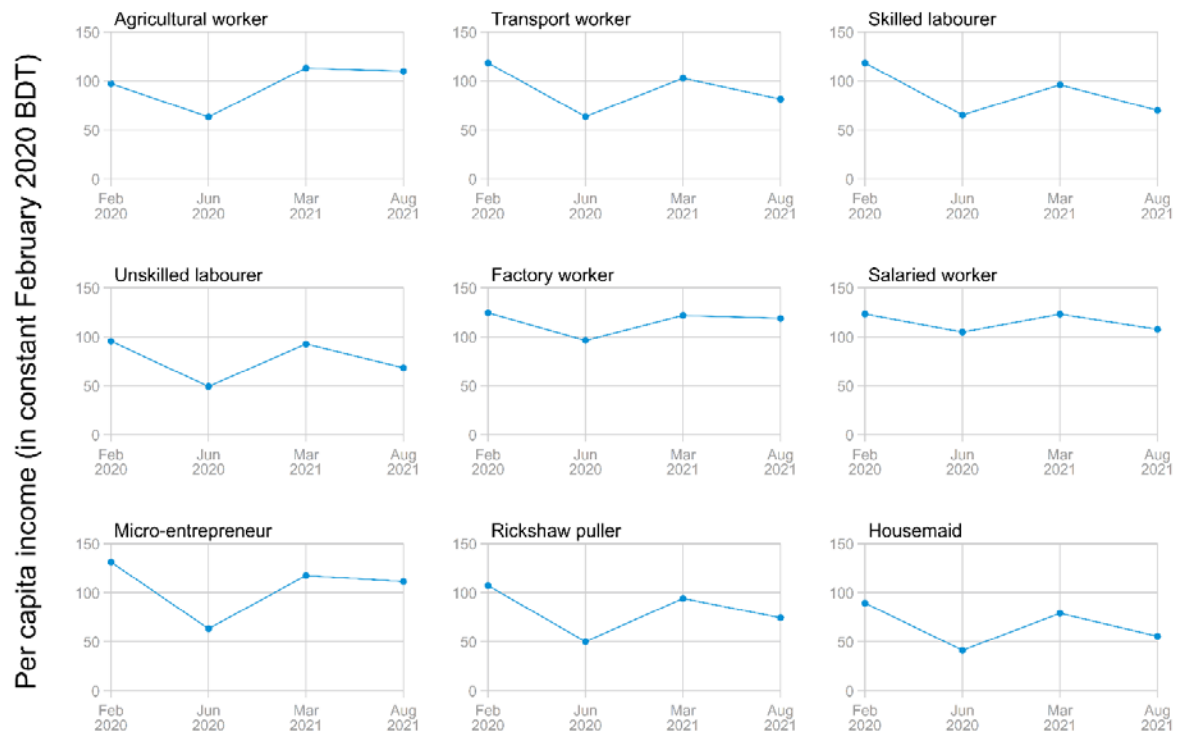 Per capita income (in constant February 2020 BDT)
Agricultural worker
150
100
50
0
Feb
2020
Jun
2020
Mar
2021
Aug
2021
Transport worker
150
100
50
0
Feb
2020
Jun
2020
Mar
2021
Aug
2021
Skilled labourer
150
100
50
0
Feb
2020
Jun
2020
Mar
2021
Aug
2021
Unskilled labourer
150
100
50
0
Feb
2020
Jun
2020
Mar
2021
Aug
2021
Factory worker
150
100
50
0
Feb
2020
Jun
2020
Mar
2021
Aug
2021
Salaried worker
150
100
50
0
Feb
2020
Jun
2020
Mar
2021
Aug
2021
Micro-entrepreneur
150
100
50
0
Feb
2020
Jun
2020
Mar
2021
Aug
2021
Rickshaw puller
150
100
50
0
Feb
2020
Jun
2020
Mar
2021
Aug
2021
Housemaid
150
100
50
0
Feb
2020
Jun
2020
Mar
2021
Aug
2021